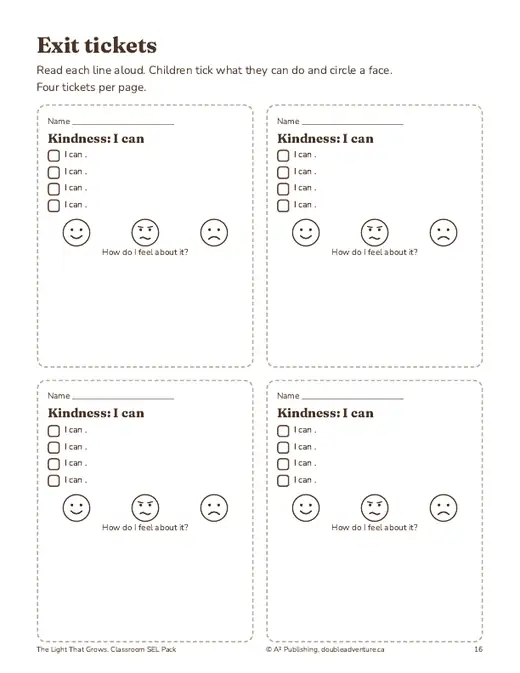 Exit tickets
Read each line aloud. Children tick what they can do and circle a face.
Four tickets per page.
Name
Kindness: I can
I can .
I can .
I can .
I can .
How do I feel about it?
Name
Kindness: I can
I can .
I can .
I can .
I can .
How do I feel about it?
Name
Kindness: I can
I can .
I can .
I can .
I can .
How do I feel about it?
Name
Kindness: I can
I can .
I can .
I can .
I can .
How do I feel about it?
The Light That Grows. Classroom SEL Pack
© A² Publishing. doubleadventure.ca
16